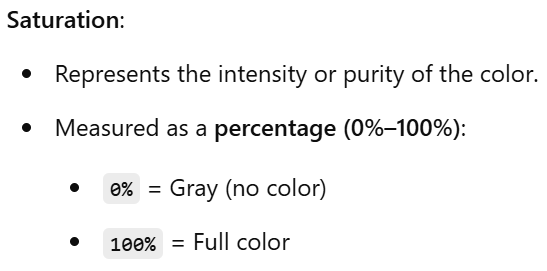 Saturation:
• Represents the intensity or purity of the color.
• Measured as a percentage (0%–100%):
• 0% = Gray (no color)
• 100% = Full color